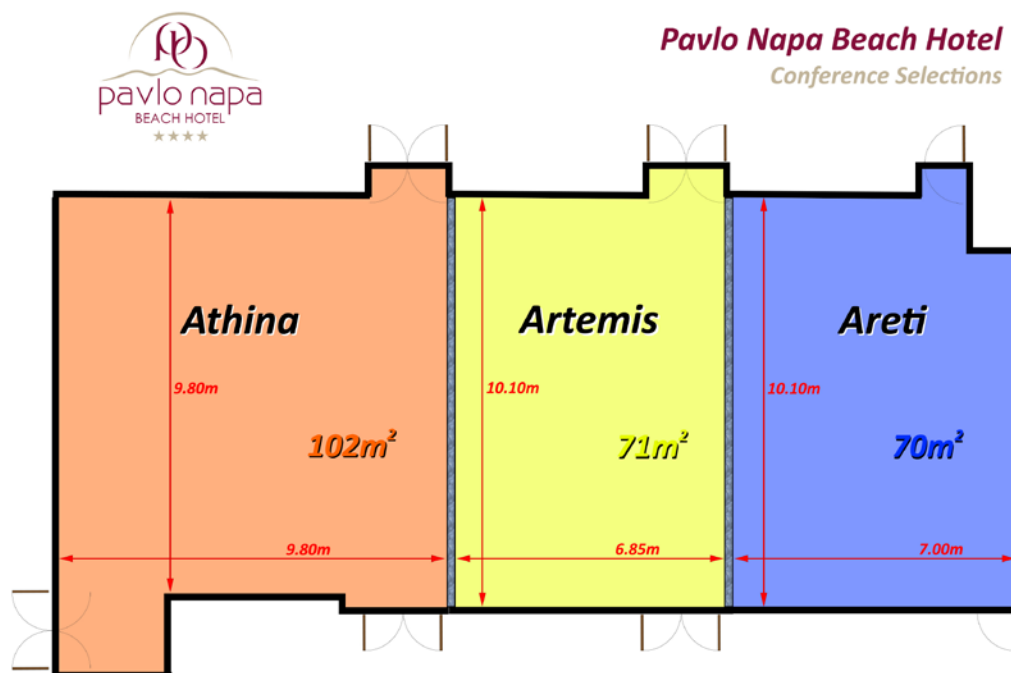 Pavlo Napa Beach Hotel
Conference Selections
pavlo napa
BEACH HOTEL
Athina
Artemis
Areti
9.80m
10.10m
10.10m
102m²
71m²
70m²
9.80m
6.85m
7.00m